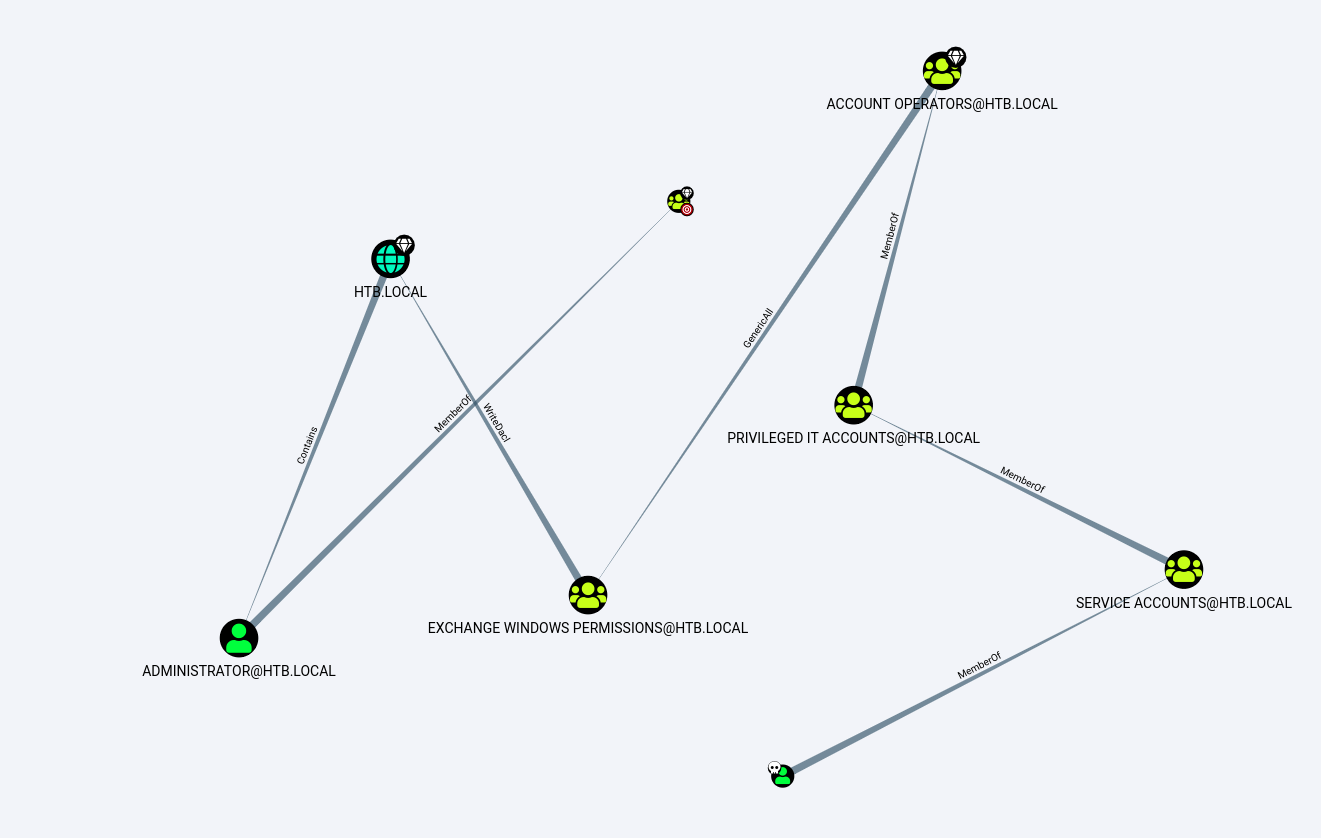 ACCOUNT OPERATORS@HTB.LOCAL
MemberOf
HTB.LOCAL
GenericAll
MemberOf
WriteDacl
Contains
PRIVILEGED IT ACCOUNTS@HTB.LOCAL
MemberOf
SERVICE ACCOUNTS@HTB.LOCAL
EXCHANGE WINDOWS PERMISSIONS@HTB.LOCAL
ADMINISTRATOR@HTB.LOCAL
MemberOf